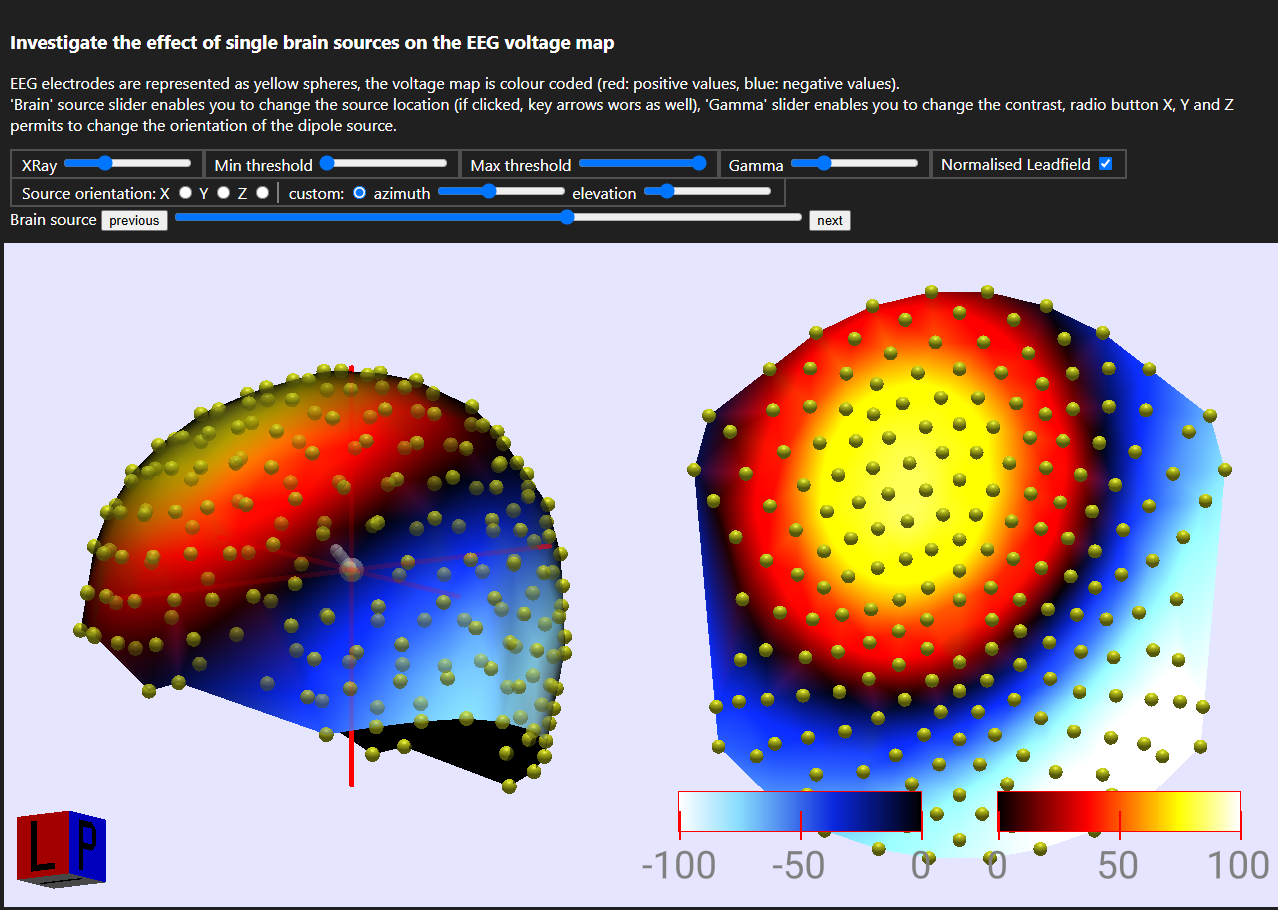 Investigate the effect of single brain sources on the EEG voltage map
EEG electrodes are represented as yellow spheres, the voltage map is colour coded (red: positive values, blue: negative values).
'Brain' source slider enables you to change the source location (if clicked, key arrows wors as well), 'Gamma' slider enables you to change the contrast, radio button X, Y and Z
permits to change the orientation of the dipole source.
XRay Min threshold Max threshold Gamma Normalised Leadfield
Source orientation: X Y Z custom: azimuth elevation
Brain source previous next
L P
-100 -50 0 0 50 100